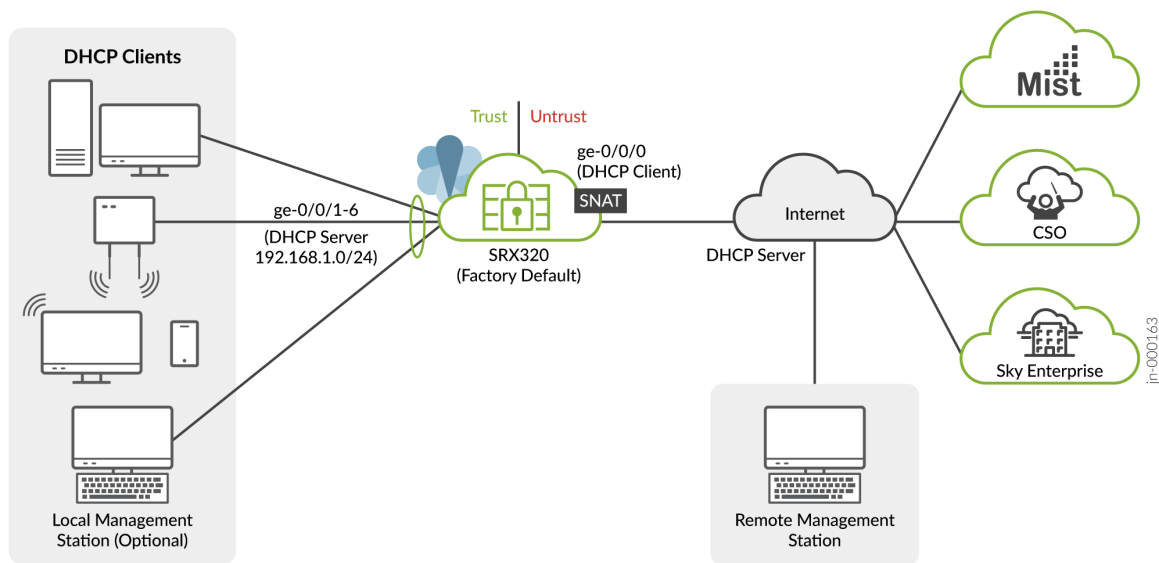 DHCP Clients
Trust
Untrust
ge-0/0/0
(DHCP Client)
SNAT
ge-0/0/1-6
(DHCP Server
192.168.1.0/24)
SRX320
(Factory Default)
Internet
DHCP Server
Mist
CSO
Sky Enterprise
Local Management
Station (Optional)
Remote Management
Station
jn-000163